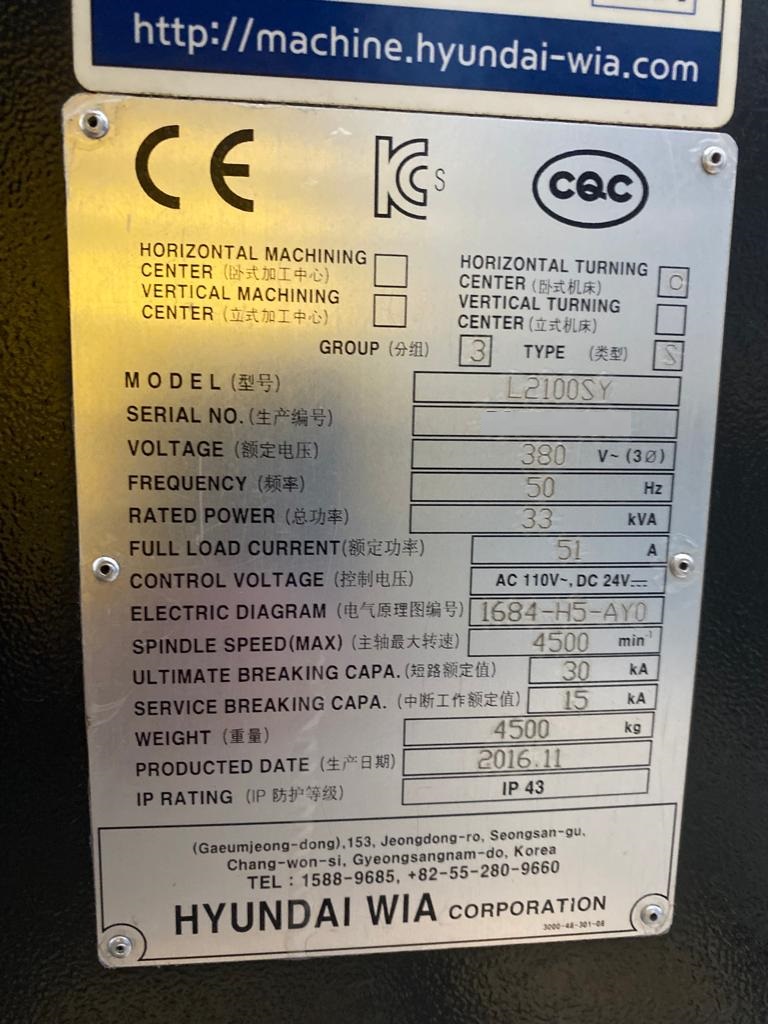 http://machine.hyundai-wia.com
CE
KC S
CQC
HORIZONTAL MACHINING
CENTER (卧式加工中心)
VERTICAL MACHINING
CENTER (立式加工中心)
HORIZONTAL TURNING
CENTER (卧式机床) C
VERTICAL TURNING
CENTER (立式机床)
GROUP (分组) 3 TYPE (类型) S
MODEL (型号) L2100SY
SERIAL NO. (生产编号)
VOLTAGE (额定电压) 380 V~ (3Ø)
FREQUENCY (频率) 50 Hz
RATED POWER (总功率) 33 kVA
FULL LOAD CURRENT(额定功率) 51 A
CONTROL VOLTAGE (控制电压) AC 110V~, DC 24V⎓
ELECTRIC DIAGRAM (电气原理图编号) 1684-H5-AY0
SPINDLE SPEED(MAX) (主轴最大转速) 4500 min⁻¹
ULTIMATE BREAKING CAPA. (短路额定值) 30 kA
SERVICE BREAKING CAPA. (中断工作额定值) 15 kA
WEIGHT (重量) 4500 kg
PRODUCTED DATE (生产日期) 2016.11
IP RATING (IP 防护等级) IP 43
(Gaeumjeong-dong),153, Jeongdong-ro, Seongsan-gu,
Chang-won-si, Gyeongsangnam-do, Korea
TEL : 1588-9685, +82-55-280-9660
HYUNDAI WIA CORPORATION
3000-48-301-08